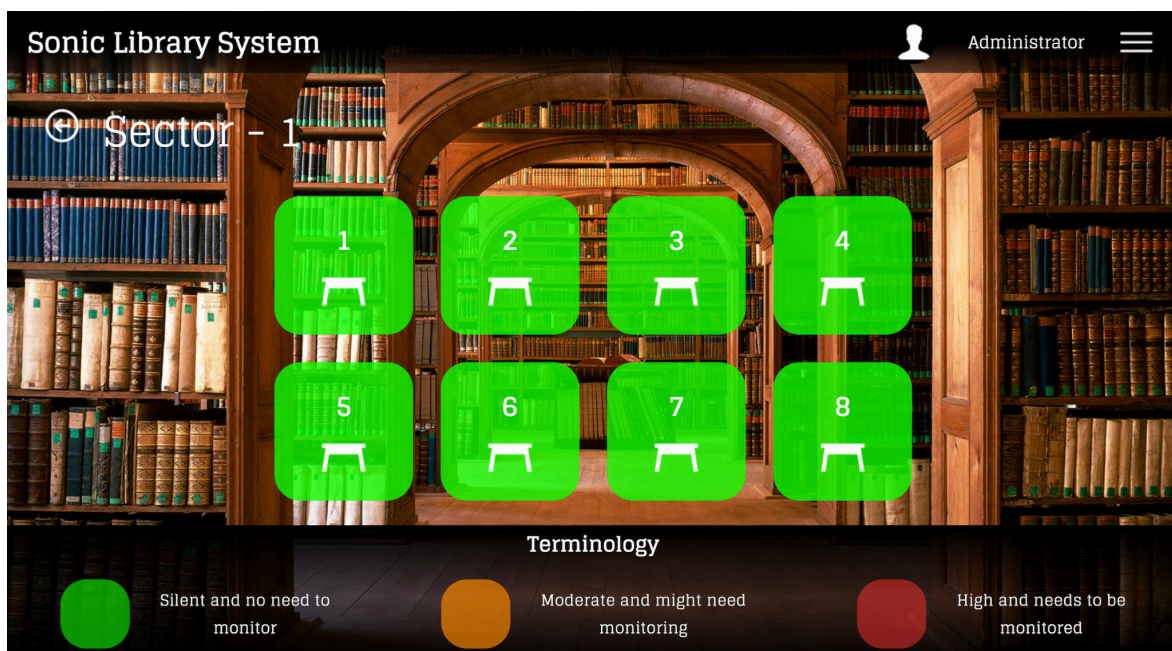 Sonic Library System
Administrator
Sector - 1
1 2 3 4
5 6 7 8
Terminology
Silent and no need to
monitor
Moderate and might need
monitoring
High and needs to be
monitored